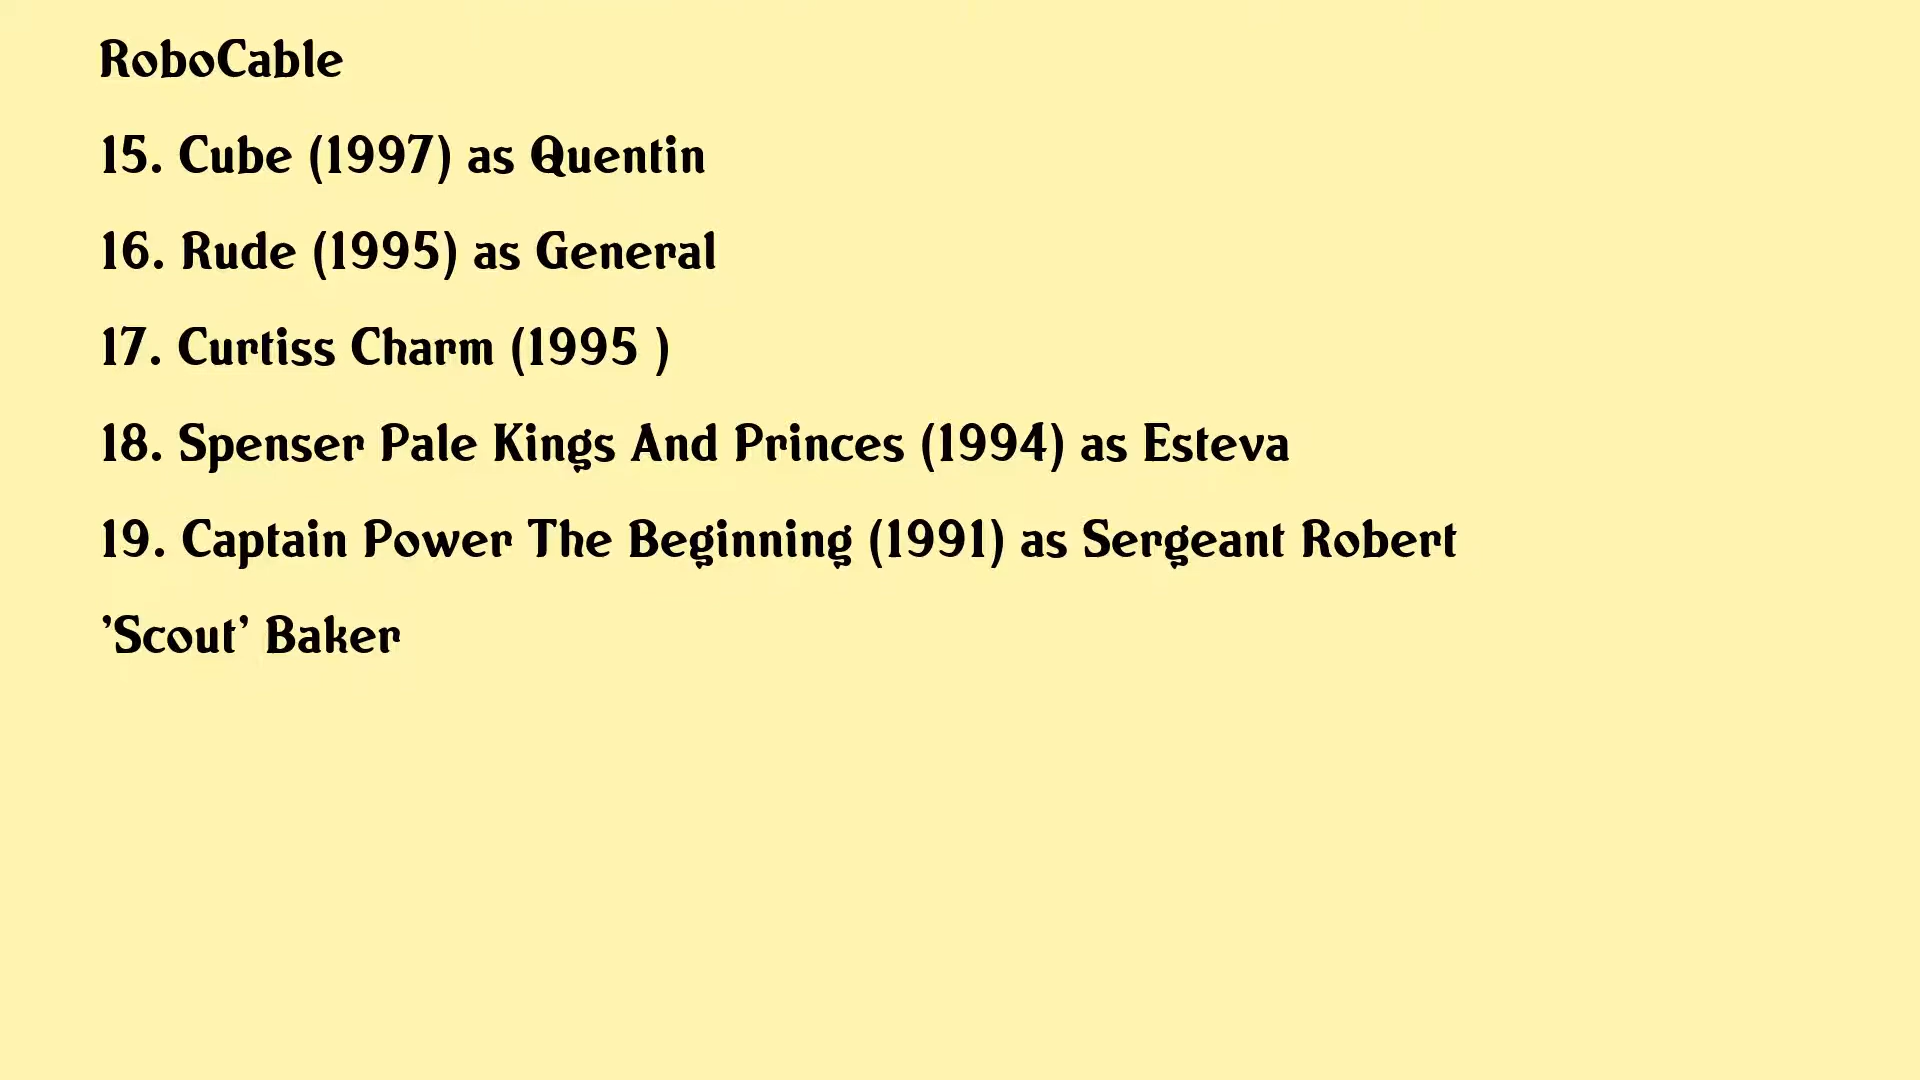 RoboCable
15. Cube (1997) as Quentin
16. Rude (1995) as General
17. Curtiss Charm (1995 )
18. Spenser Pale Kings And Princes (1994) as Esteva
19. Captain Power The Beginning (1991) as Sergeant Robert
'Scout' Baker